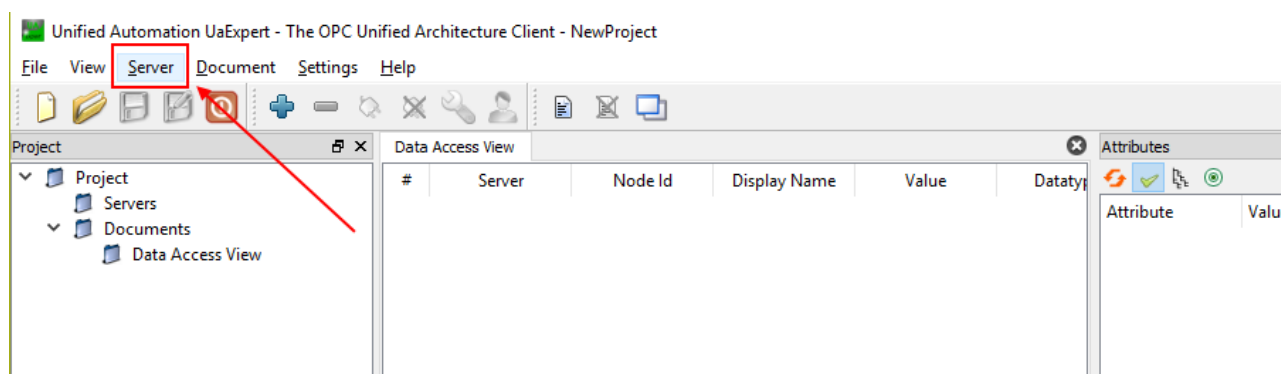 Unified Automation UaExpert - The OPC Unified Architecture Client - NewProject
File View Server Document Settings Help
Project
Data Access View
Attributes
Project
# Server Node Id Display Name Value Datatyp
Servers
Attribute Valu
Documents
Data Access View